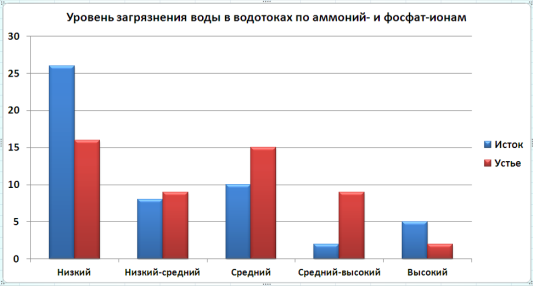 Уровень загрязнения воды в водотоках по аммоний- и фосфат-ионам
30
25
20
15
10
5
0
Низкий Низкий-средний Средний Средний-высокий Высокий
Исток
Устье